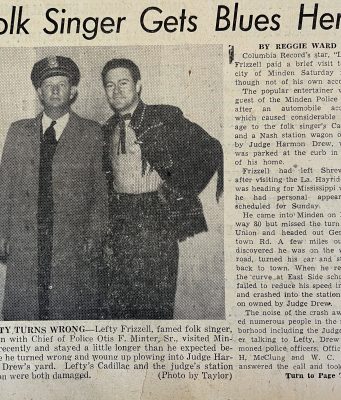 olk Singer Gets Blues Her
BY REGGIE WARD
Columbia Record's star, "L
Frizzell paid a brief visit to
city of Minden Saturday
though not of his own acco
The popular entertainer w
guest of the Minden Police
after an automobile acc
which caused considerable
age to the folk singer's Ca
and a Nash station wagon o
by Judge Harmon Drew, w
was parked at the curb in
of his home.
Frizzell had left Shrev
after visiting the La. Hayrid
was heading for Mississippi w
he had personal appear
scheduled for Sunday.
He came into Minden on
way 80 but missed the turn
Union and headed out Ger
town Rd. A few miles ou
discovered he was on the w
road, turned his car and st
back to town. When he re
the curve at East Side scho
failed to reduce his speed in
and crashed into the station
on owned by Judge Drew.
The noise of the crash aw
ed numerous people in the
borhood including the Judge
er talking to Lefty, Drew
moned police officers. Offic
H. McClung and W. C.
answered the call and took
Turn to Page
TY TURNS WRONG—Lefty Frizzell, famed folk singer,
n with Chief of Police Otis F. Minter, Sr., visited Min-
recently and stayed a little longer than he expected be-
e he turned wrong and woung up plowing into Judge Har-
Drew's yard. Lefty's Cadillac and the judge's station
on were both damaged. (Photo by Taylor)